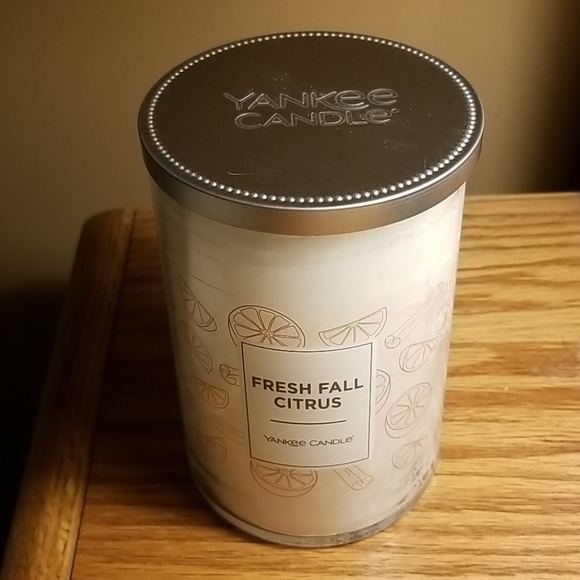 YANKEE
CANDLE®
FRESH FALL
CITRUS
YANKEE CANDLE®